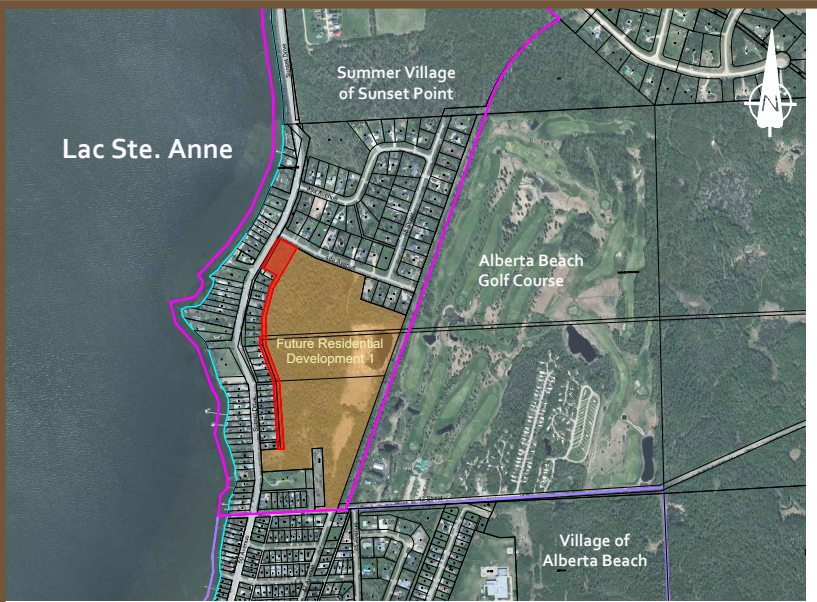 Summer Village
of Sunset Point
Lac Ste. Anne
N
Alberta Beach
Golf Course
Future Residential
Development 1
Village of
Alberta Beach